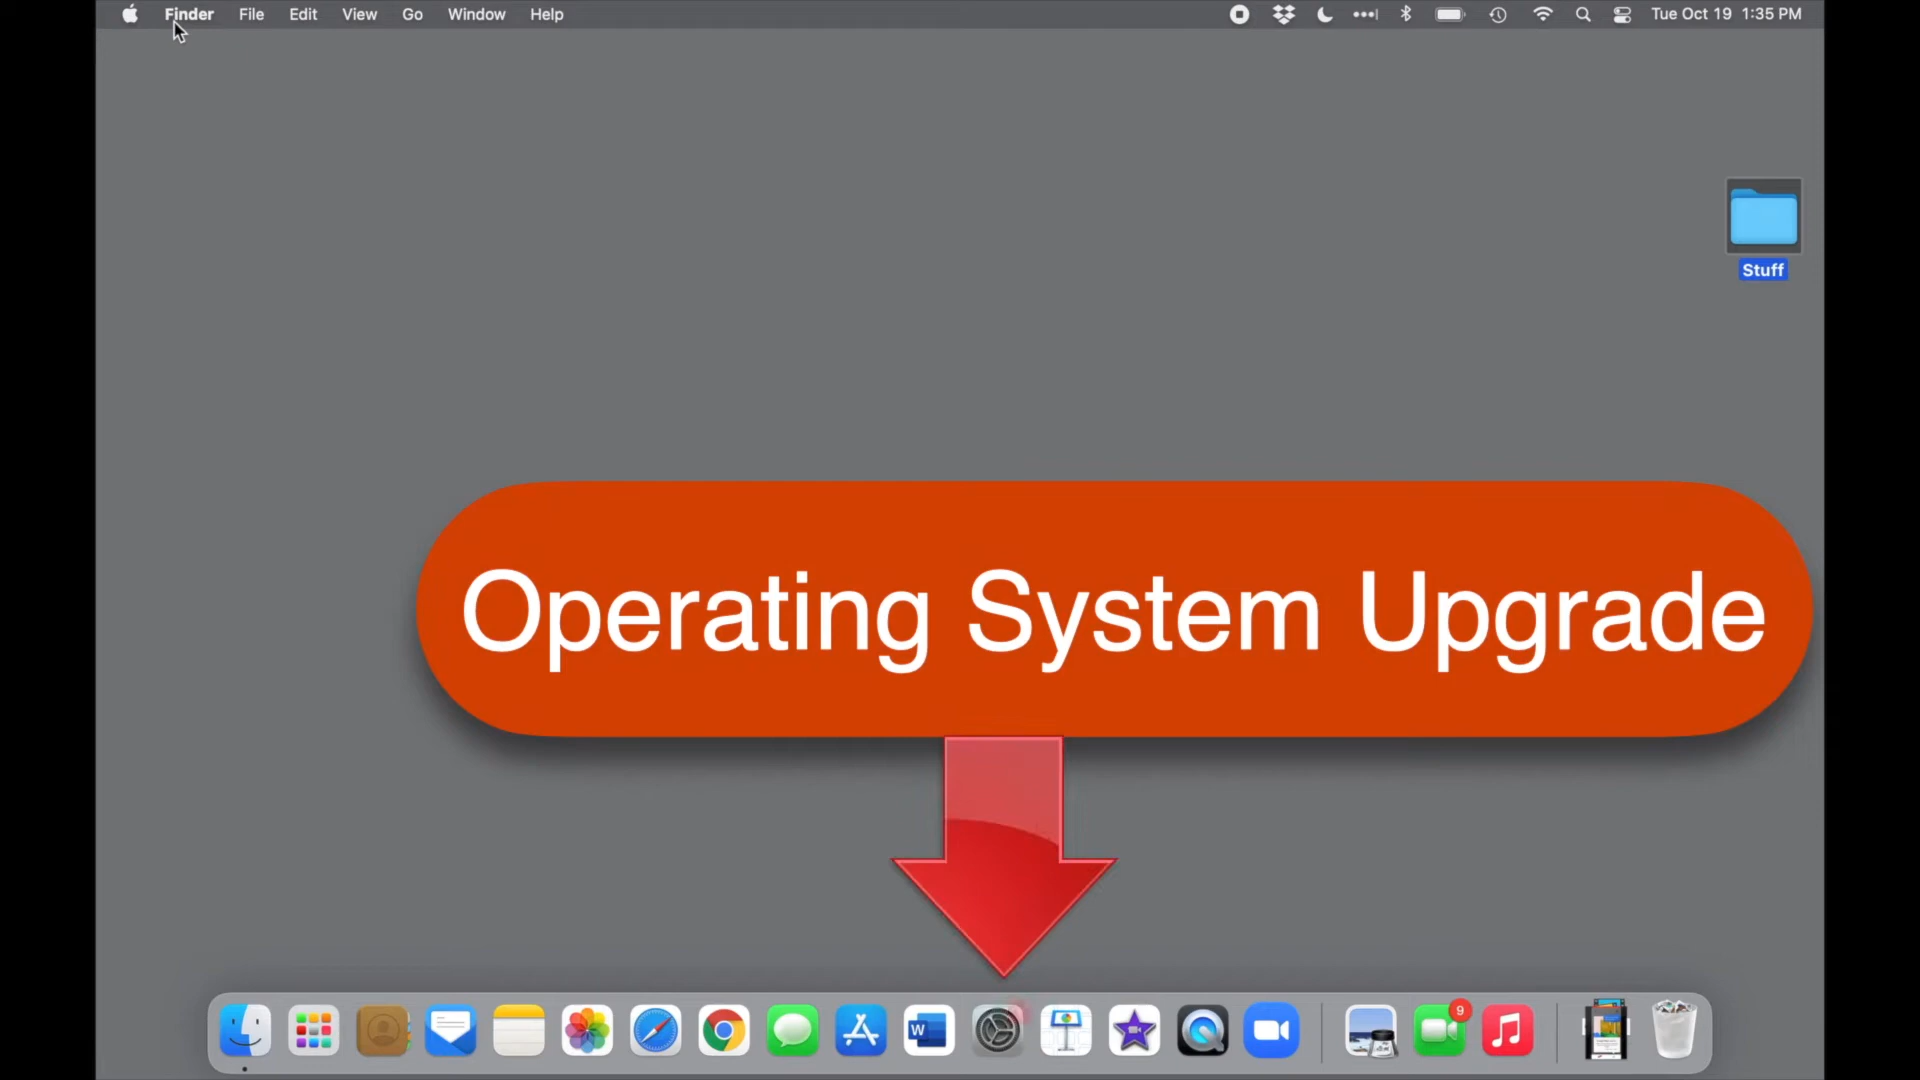 Finder File Edit View Go Window Help Tue Oct 19 1:35 PM
Stuff
Operating System Upgrade
W
9